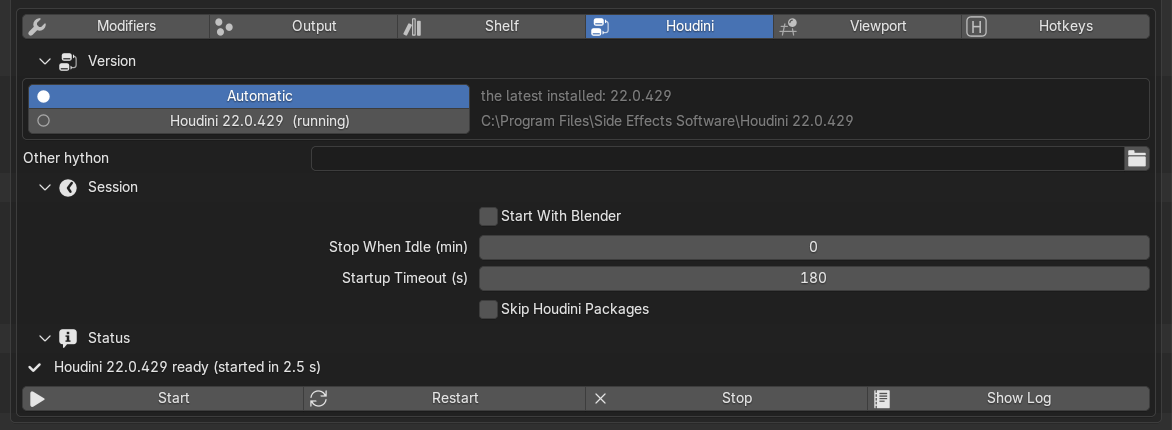 Modifiers Output Shelf Houdini Viewport H Hotkeys
Version
Automatic the latest installed: 22.0.429
Houdini 22.0.429 (running) C:\Program Files\Side Effects Software\Houdini 22.0.429
Other hython
Session
Start With Blender
Stop When Idle (min) 0
Startup Timeout (s) 180
Skip Houdini Packages
Status
Houdini 22.0.429 ready (started in 2.5 s)
Start Restart Stop Show Log